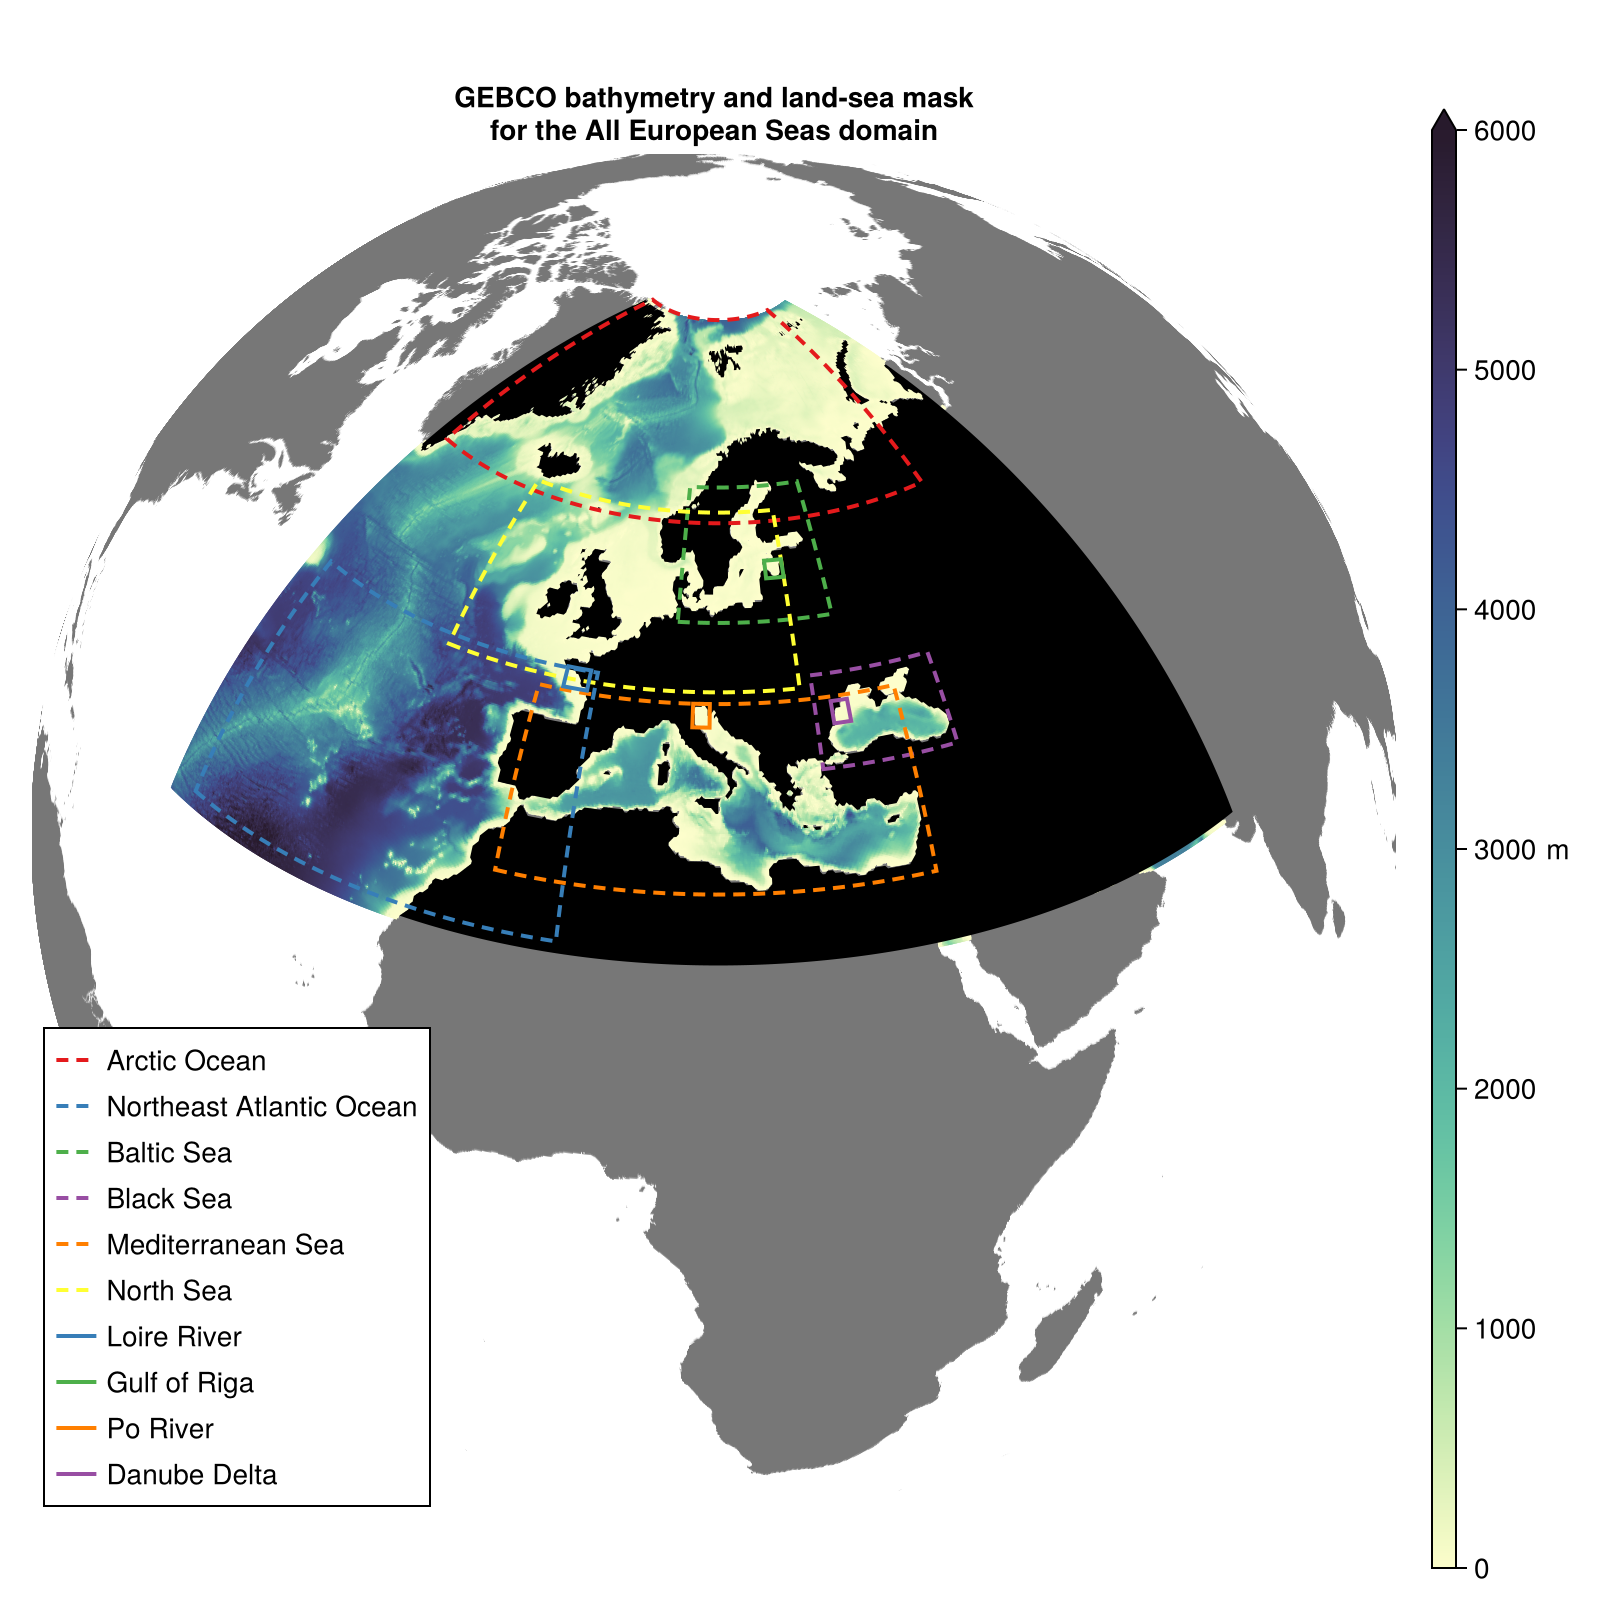 GEBCO bathymetry and land-sea mask
for the All European Seas domain
6000
5000
4000
3000 m
2000
1000
0
Arctic Ocean
Northeast Atlantic Ocean
Baltic Sea
Black Sea
Mediterranean Sea
North Sea
Loire River
Gulf of Riga
Po River
Danube Delta